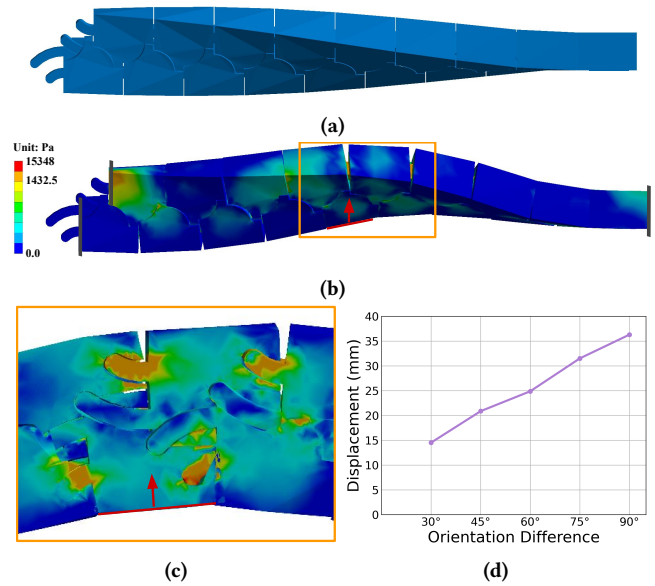 (a)
Unit: Pa
15348
1432.5
0.0
(b)
(c)
Displacement (mm)
40
35
30
25
20
15
10
5
0
30° 45° 60° 75° 90°
Orientation Difference
(d)